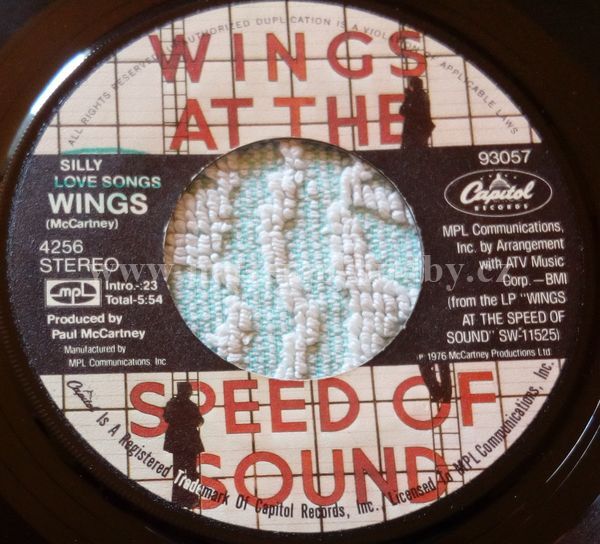 ALL RIGHTS RESERVED UNAUTHORIZED DUPLICATION IS A VIOLATION OF APPLICABLE LAWS
WINGS
AT THE
SILLY
LOVE SONGS
WINGS
(McCartney)
4256
STEREO
mpl
Intro.-:23
Total-5:54
Produced by
Paul McCartney
Manufactured by
MPL Communications, Inc
93057
Capitol
RECORDS
MPL Communications,
Inc. by Arrangement
with ATV Music
Corp.—BMI
(from the LP "WINGS
AT THE SPEED OF
SOUND" SW-11525)
℗ 1976 McCartney Productions Ltd.
SPEED OF
SOUND
Capitol Is A Registered Trademark Of Capitol Records, Inc., Licensed To MPL Communications, Inc.